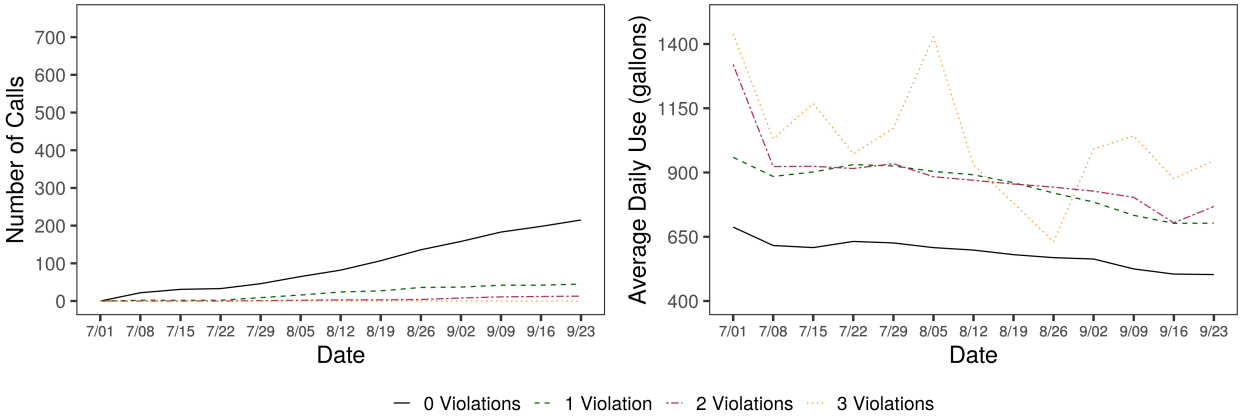 Number of Calls
700
600
500
400
300
200
100
0
7/01 7/08 7/15 7/22 7/29 8/05 8/12 8/19 8/26 9/02 9/09 9/16 9/23
Date
Average Daily Use (gallons)
1400
1150
900
650
400
7/01 7/08 7/15 7/22 7/29 8/05 8/12 8/19 8/26 9/02 9/09 9/16 9/23
Date
0 Violations 1 Violation 2 Violations 3 Violations